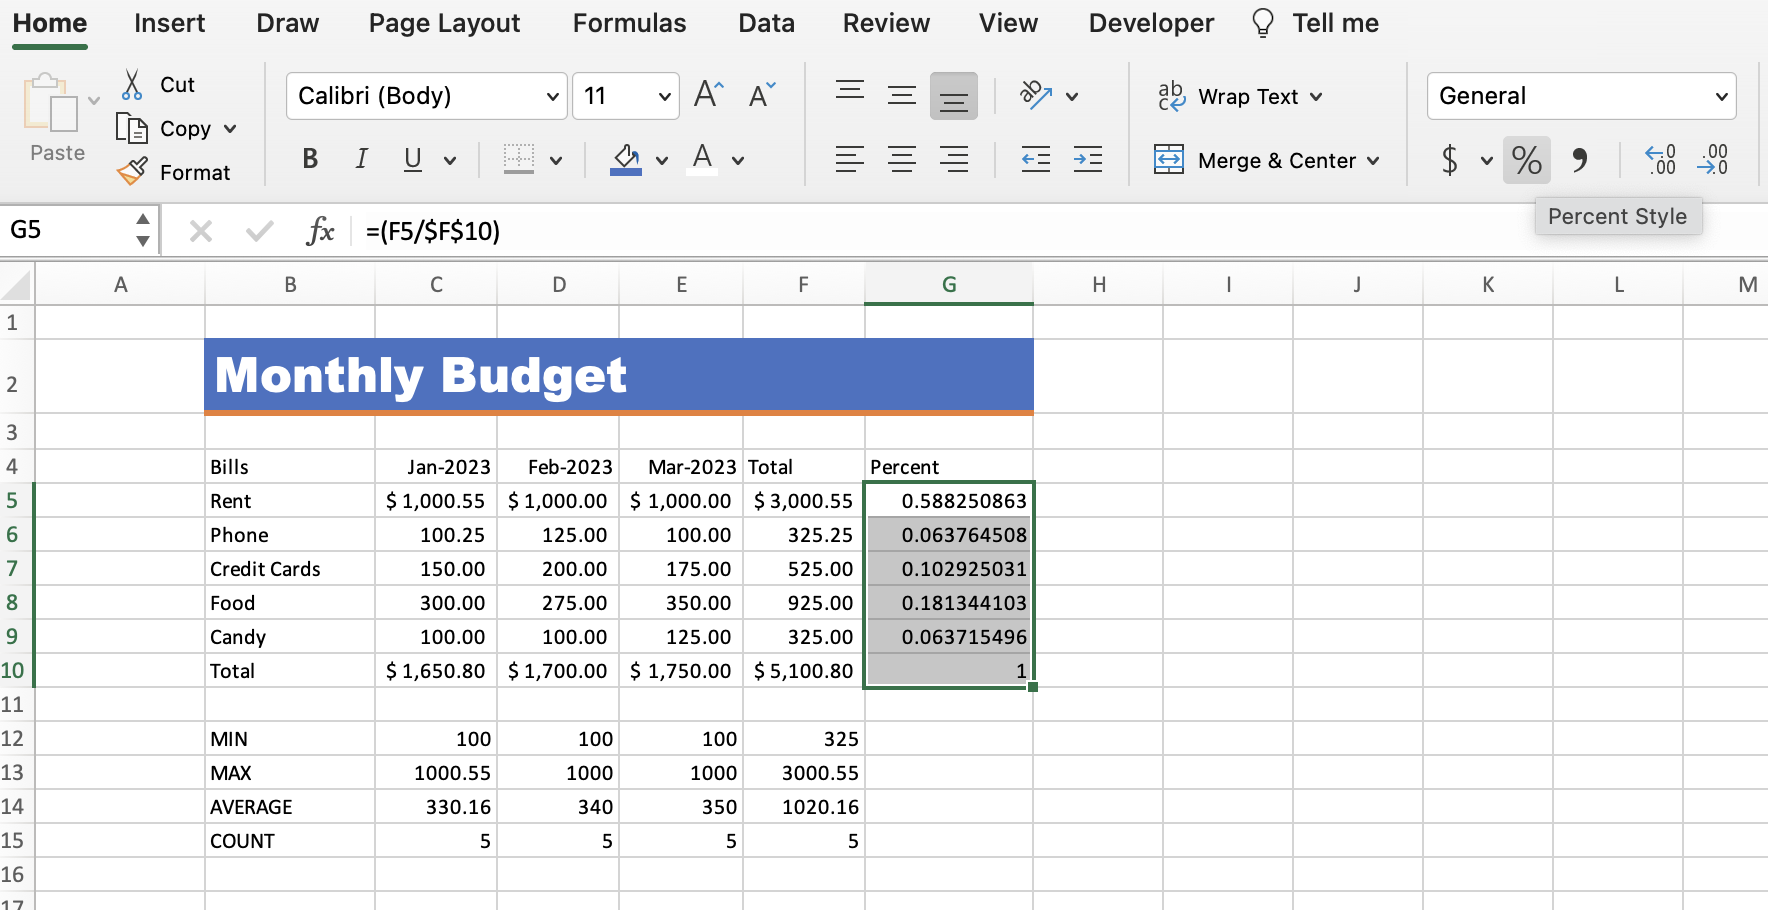 Home Insert Draw Page Layout Formulas Data Review View Developer Tell me
Paste
Cut
Copy
Format
Calibri (Body) 11 A A
B I U A
ab Wrap Text
Merge & Center
General
$ % , .0 .00 .00 .0
Percent Style
G5 fx =(F5/$F$10)
A B C D E F G H I J K L M
1
2 Monthly Budget
3
4 Bills Jan-2023 Feb-2023 Mar-2023 Total Percent
5 Rent $ 1,000.55 $ 1,000.00 $ 1,000.00 $ 3,000.55 0.588250863
6 Phone 100.25 125.00 100.00 325.25 0.063764508
7 Credit Cards 150.00 200.00 175.00 525.00 0.102925031
8 Food 300.00 275.00 350.00 925.00 0.181344103
9 Candy 100.00 100.00 125.00 325.00 0.063715496
10 Total $ 1,650.80 $ 1,700.00 $ 1,750.00 $ 5,100.80 1
11
12 MIN 100 100 100 325
13 MAX 1000.55 1000 1000 3000.55
14 AVERAGE 330.16 340 350 1020.16
15 COUNT 5 5 5 5
16
17